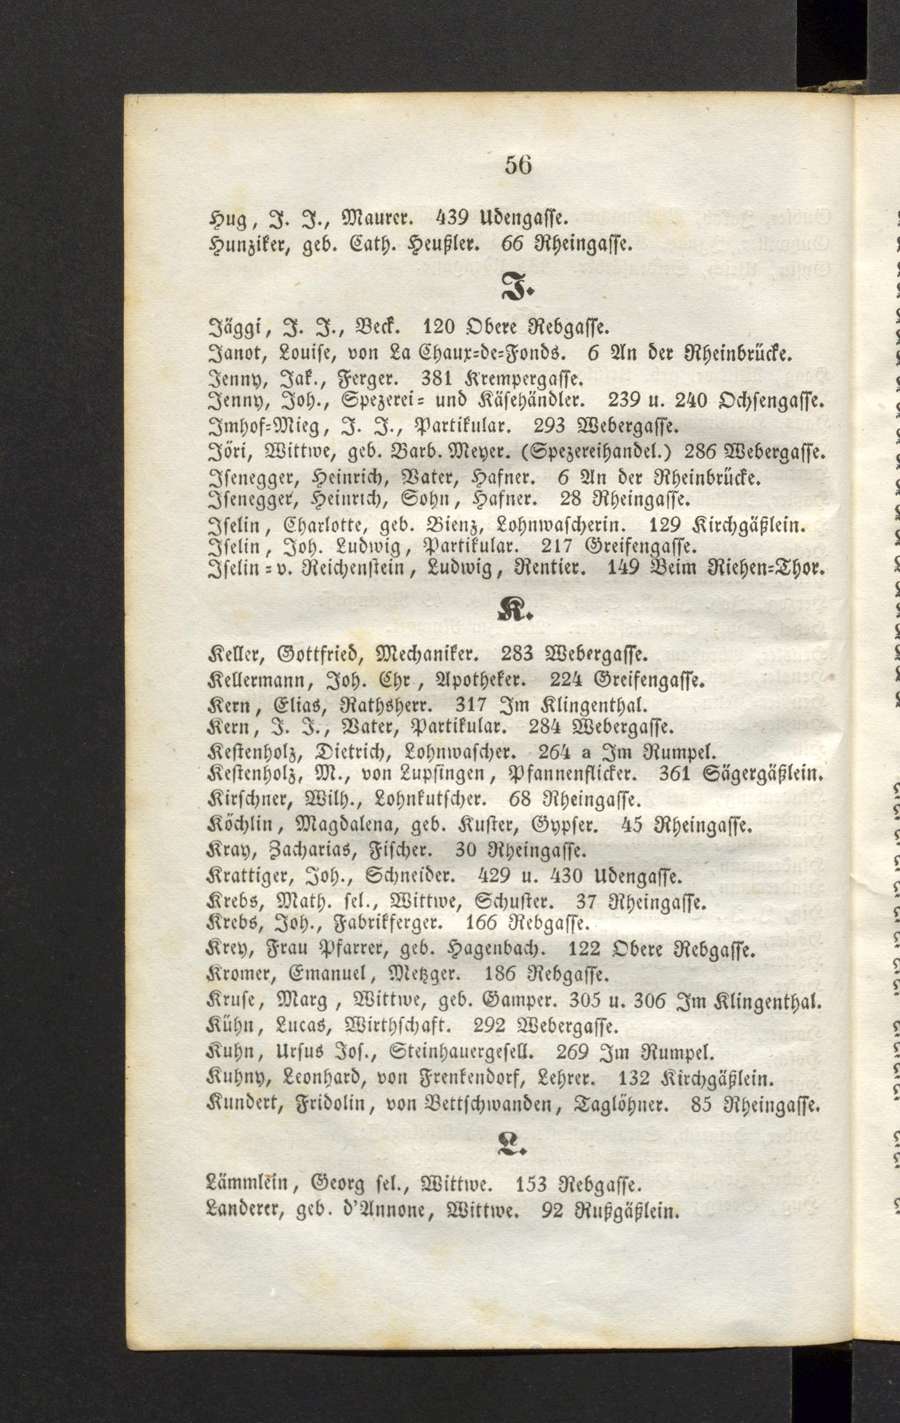 56
Hug, J. J., Maurer. 439 Udengasse.
Hunziker, geb. Cath. Heußler. 66 Rheingasse.
J.
Jäggi, J. J., Beck. 120 Obere Rebgasse.
Janot, Louise, von La Chaux-de-Fonds. 6 An der Rheinbrücke.
Jenny, Jak., Ferger. 381 Krempergasse.
Jenny, Joh., Spezerei- und Käsehändler. 239 u. 240 Ochsengasse.
Imhof-Mieg, J. J., Partikular. 293 Webergasse.
Jöri, Wittwe, geb. Barb. Meyer. (Spezereihandel.) 286 Webergasse.
Isenegger, Heinrich, Vater, Hafner. 6 An der Rheinbrücke.
Isenegger, Heinrich, Sohn, Hafner. 28 Rheingasse.
Iselin, Charlotte, geb. Bienz, Lohnwascherin. 129 Kirchgäßlein.
Iselin, Joh. Ludwig, Partikular. 217 Greifengasse.
Iselin-v. Reichenstein, Ludwig, Rentier. 149 Beim Riehen-Thor.
K.
Keller, Gottfried, Mechaniker. 283 Webergasse.
Kellermann, Joh. Chr, Apotheker. 224 Greifengasse.
Kern, Elias, Rathsherr. 317 Im Klingenthal.
Kern, J. J., Vater, Partikular. 284 Webergasse.
Kestenholz, Dietrich, Lohnwascher. 264 a Im Rumpel.
Kestenholz, M., von Lupsingen, Pfannenflicker. 361 Sägergäßlein.
Kirschner, Wilh., Lohnkutscher. 68 Rheingasse.
Köchlin, Magdalena, geb. Kuster, Gypser. 45 Rheingasse.
Kray, Zacharias, Fischer. 30 Rheingasse.
Krattiger, Joh., Schneider. 429 u. 430 Udengasse.
Krebs, Math. sel., Wittwe, Schuster. 37 Rheingasse.
Krebs, Joh., Fabrikferger. 166 Rebgasse.
Krey, Frau Pfarrer, geb. Hagenbach. 122 Obere Rebgasse.
Kromer, Emanuel, Metzger. 186 Rebgasse.
Kruse, Marg, Wittwe, geb. Gamper. 305 u. 306 Im Klingenthal.
Kühn, Lucas, Wirthschaft. 292 Webergasse.
Kuhn, Ursus Jos., Steinhauergesell. 269 Im Rumpel.
Kuhny, Leonhard, von Frenkendorf, Lehrer. 132 Kirchgäßlein.
Kundert, Fridolin, von Bettschwanden, Taglöhner. 85 Rheingasse.
L.
Lämmlein, Georg sel., Wittwe. 153 Rebgasse.
Landerer, geb. d'Annone, Wittwe. 92 Rußgäßlein.